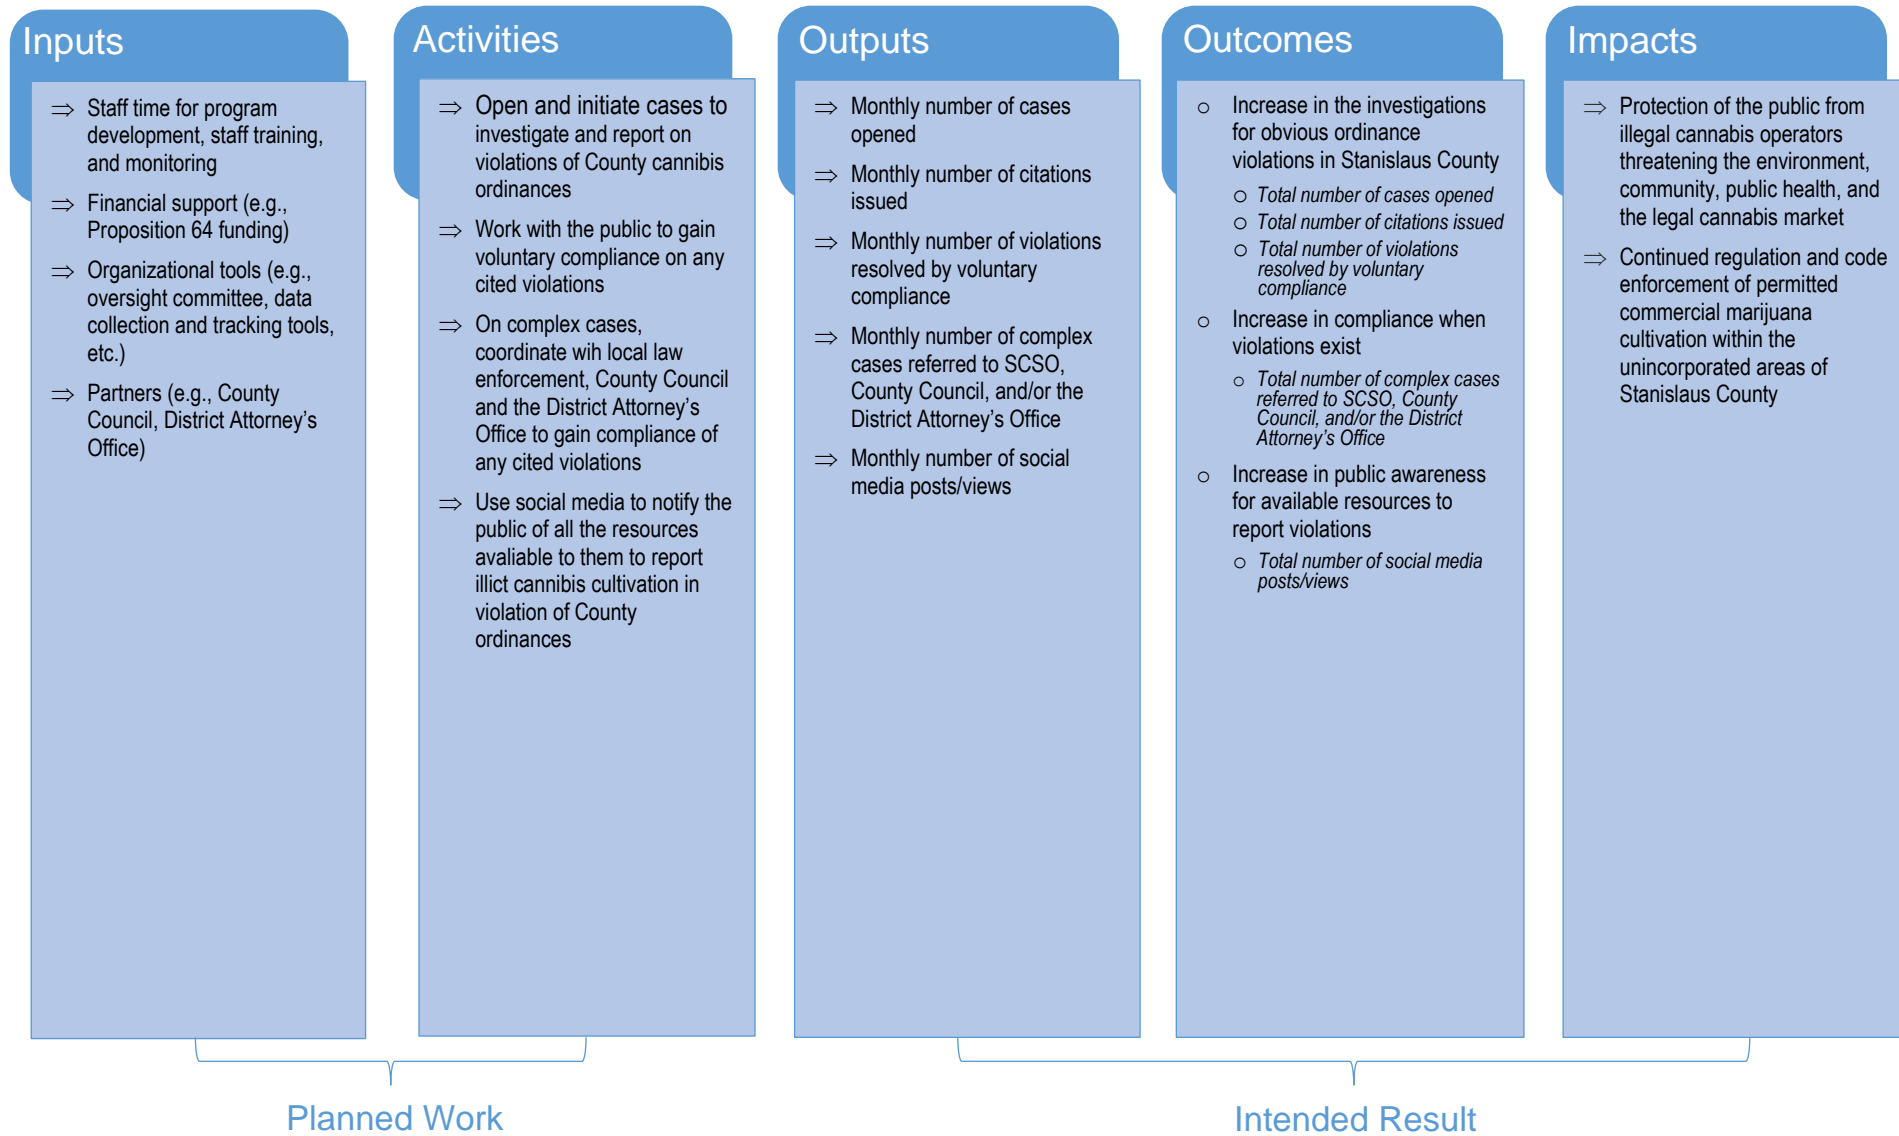 Inputs
⇒ Staff time for program
development, staff training,
and monitoring
⇒ Financial support (e.g.,
Proposition 64 funding)
⇒ Organizational tools (e.g.,
oversight committee, data
collection and tracking tools,
etc.)
⇒ Partners (e.g., County
Council, District Attorney's
Office)
Activities
⇒ Open and initiate cases to
investigate and report on
violations of County cannibis
ordinances
⇒ Work with the public to gain
voluntary compliance on any
cited violations
⇒ On complex cases,
coordinate wih local law
enforcement, County Council
and the District Attorney's
Office to gain compliance of
any cited violations
⇒ Use social media to notify the
public of all the resources
avaliable to them to report
illict cannibis cultivation in
violation of County
ordinances
Outputs
⇒ Monthly number of cases
opened
⇒ Monthly number of citations
issued
⇒ Monthly number of violations
resolved by voluntary
compliance
⇒ Monthly number of complex
cases referred to SCSO,
County Council, and/or the
District Attorney's Office
⇒ Monthly number of social
media posts/views
Outcomes
o Increase in the investigations
for obvious ordinance
violations in Stanislaus County
o Total number of cases opened
o Total number of citations issued
o Total number of violations
resolved by voluntary
compliance
o Increase in compliance when
violations exist
o Total number of complex cases
referred to SCSO, County
Council, and/or the District
Attorney's Office
o Increase in public awareness
for available resources to
report violations
o Total number of social media
posts/views
Impacts
⇒ Protection of the public from
illegal cannabis operators
threatening the environment,
community, public health, and
the legal cannabis market
⇒ Continued regulation and code
enforcement of permitted
commercial marijuana
cultivation within the
unincorporated areas of
Stanislaus County
Planned Work
Intended Result